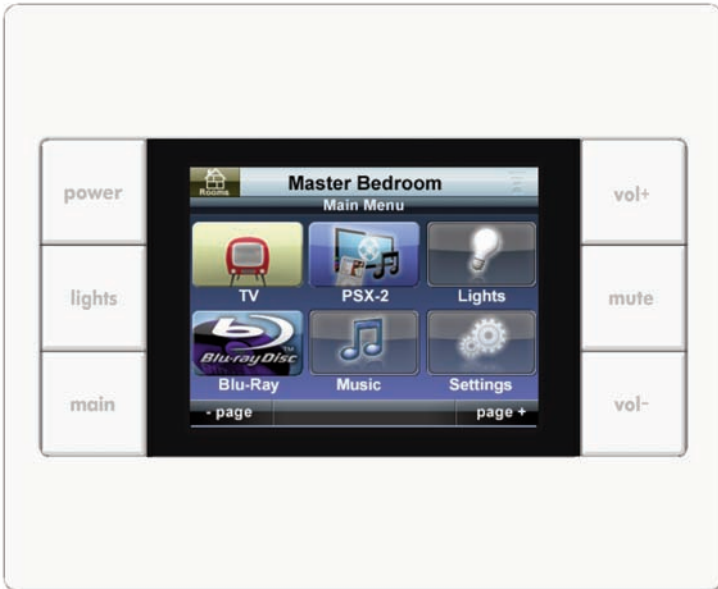 power
lights
main
Rooms
Master Bedroom
Main Menu
TV PSX-2 Lights
Blu-ray Disc
TM
Blu-Ray Music Settings
- page page +
vol+
mute
vol-